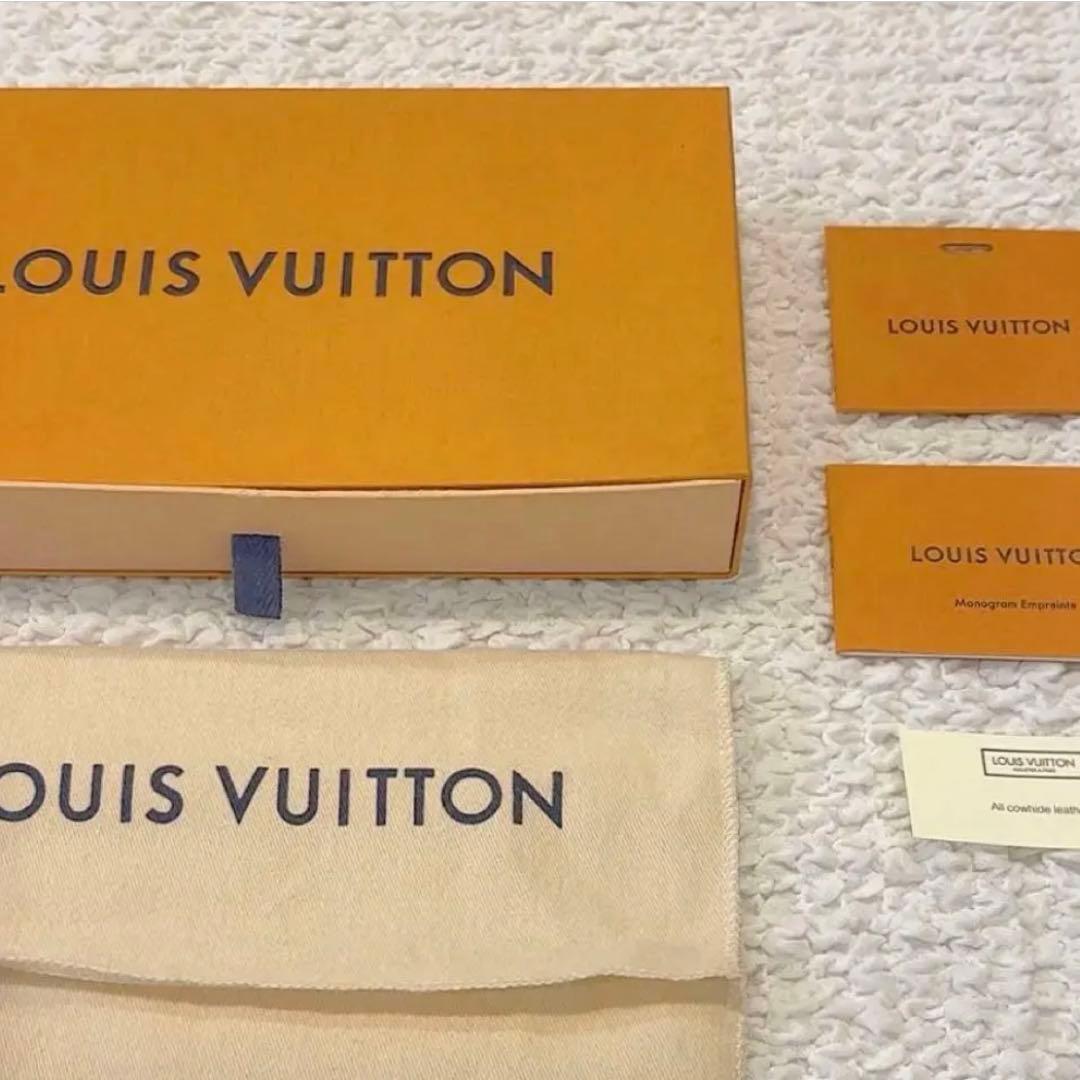 LOUIS VUITTON
LOUIS VUITTON
LOUIS VUITTO
Monogram Empreinte
LOUIS VUITTON
All cowhide leath
OUIS VUITTON